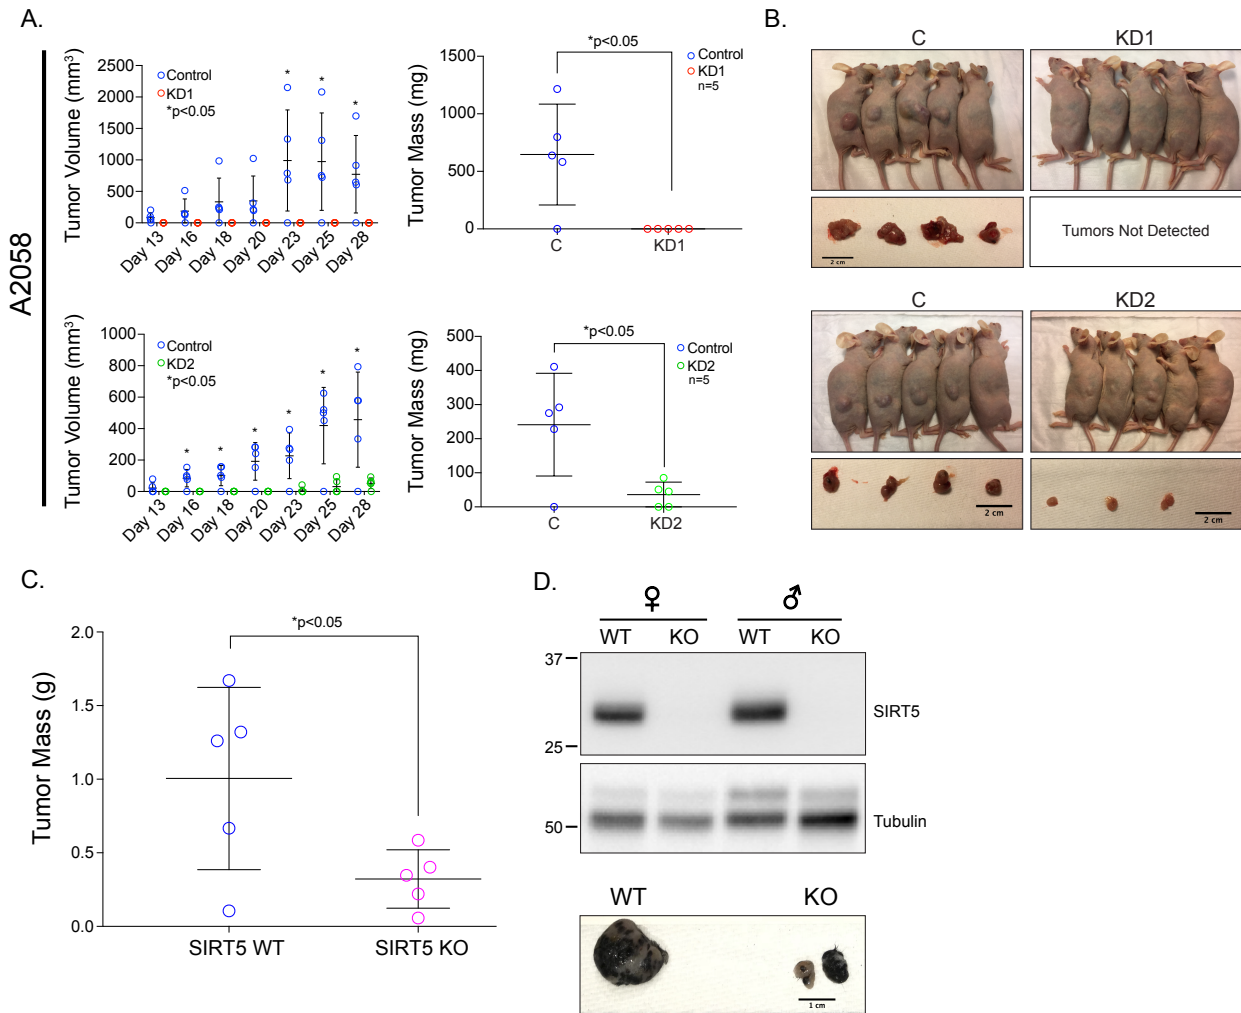 A.
A2058
Tumor Volume (mm³)
2500
2000
1500
1000
500
0
Control
KD1
*p<0.05
*
*
*
Day 13
Day 16
Day 18
Day 20
Day 23
Day 25
Day 28
Tumor Mass (mg)
1500
1000
500
0
*p<0.05
Control
KD1
n=5
C
KD1
Tumor Volume (mm³)
1000
800
600
400
200
0
Control
KD2
*p<0.05
*
*
*
*
*
*
Day 13
Day 16
Day 18
Day 20
Day 23
Day 25
Day 28
Tumor Mass (mg)
500
400
300
200
100
0
*p<0.05
Control
KD2
n=5
C
KD2
B.
C
KD1
2 cm
Tumors Not Detected
C
KD2
2 cm
2 cm
C.
Tumor Mass (g)
2.0
1.5
1.0
0.5
0.0
*p<0.05
SIRT5 WT
SIRT5 KO
D.
♀
♂
WT
KO
WT
KO
37
25
SIRT5
50
Tubulin
WT
KO
1 cm